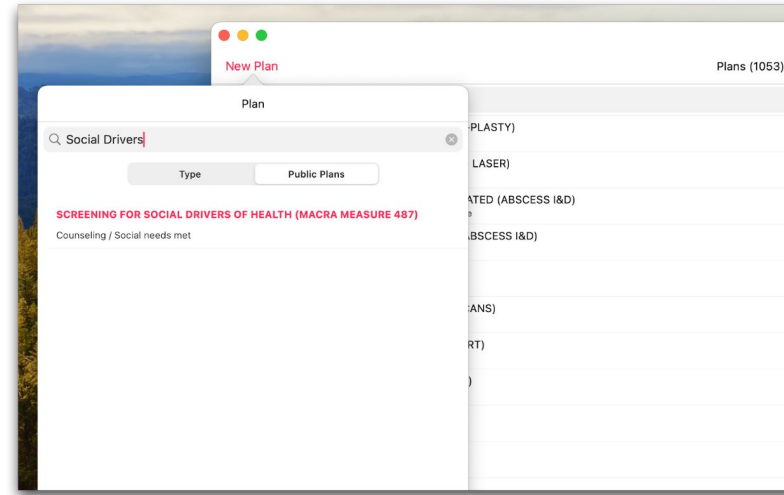 New Plan
Plans (1053)
Plan
Social Drivers
Type
Public Plans
SCREENING FOR SOCIAL DRIVERS OF HEALTH (MACRA MEASURE 487)
Counseling / Social needs met
PLASTY)
LASER)
ATED (ABSCESS I&D)
e
ABSCESS I&D)
CANS)
RT)
)